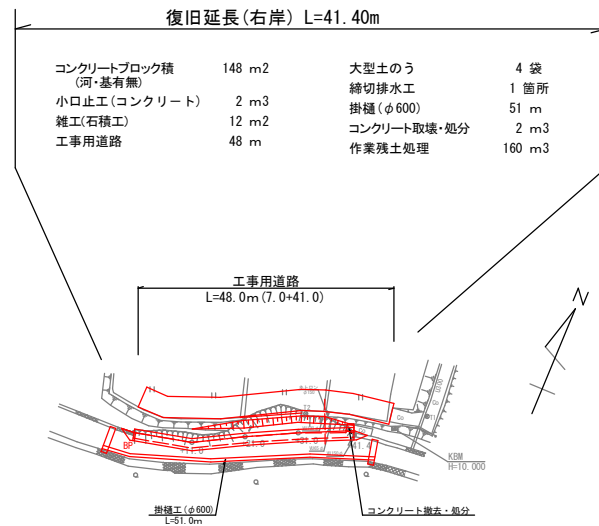 復旧延長(右岸) L=41.40m
コンクリートブロック積 148 m2
(河・基有無)
小口止工(コンクリート) 2 m3
雑工(石積工) 12 m2
工事用道路 48 m
大型土のう 4 袋
締切排水工 1 箇所
掛樋(φ600) 51 m
コンクリート取壊・処分 2 m3
作業残土処理 160 m3
工事用道路
L=48.0m(7.0+41.0)
N
BP
KBM
H=10.000
掛樋工(φ600)
L=51.0m
コンクリート撤去・処分